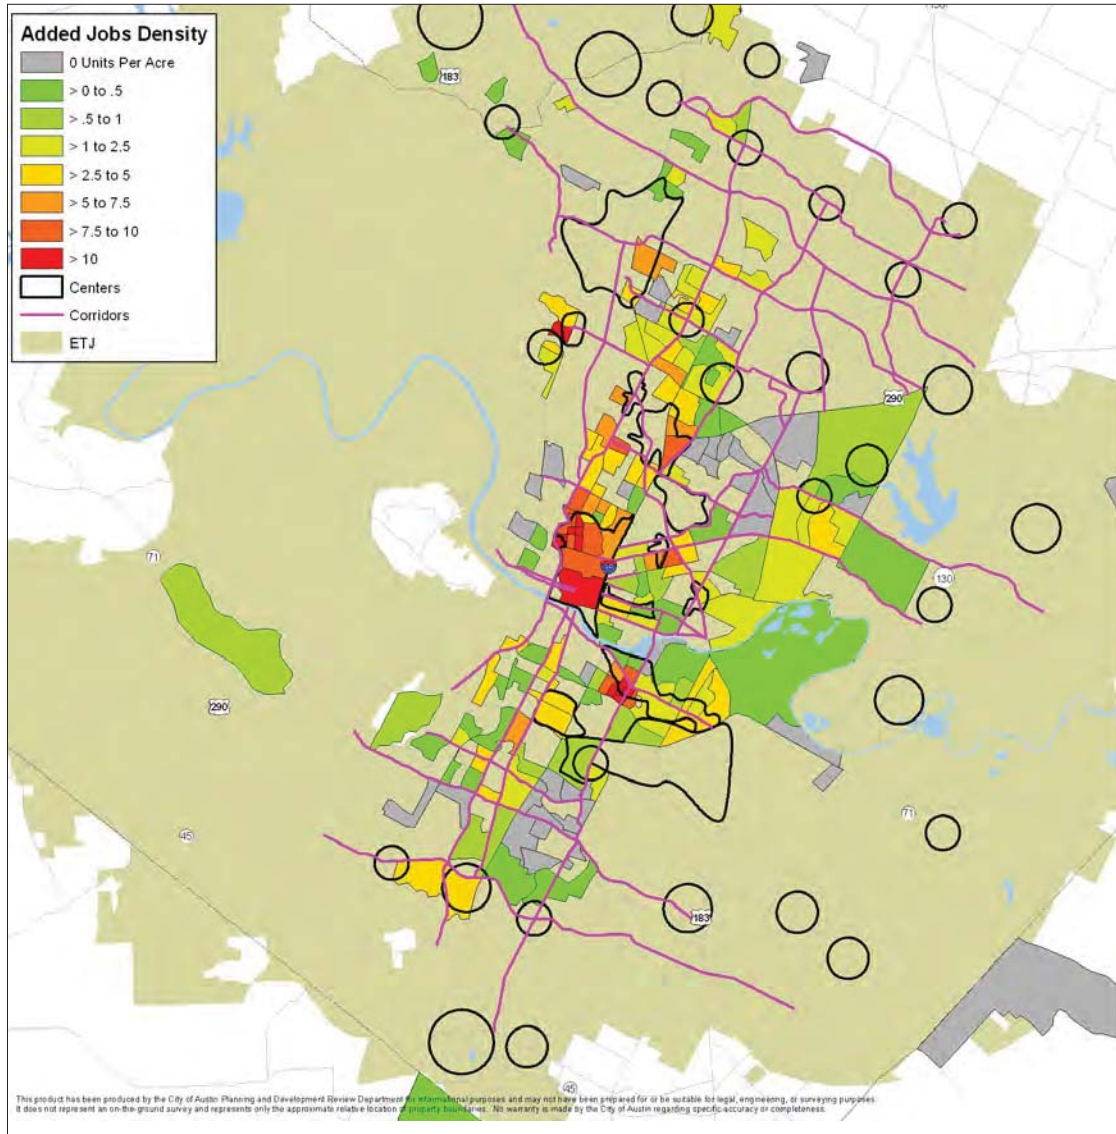 Added Jobs Density
0 Units Per Acre
> 0 to .5
> .5 to 1
> 1 to 2.5
> 2.5 to 5
> 5 to 7.5
> 7.5 to 10
> 10
Centers
Corridors
ETJ
130
183
290
71
130
290
71
45
183
45
This product has been produced by the City of Austin Planning and Development Review Department for informational purposes and may not have been prepared for or be suitable for legal, engineering, or surveying purposes.
It does not represent an on-the-ground survey and represents only the approximate relative location of property boundaries. No warranty is made by the City of Austin regarding specific accuracy or completeness.